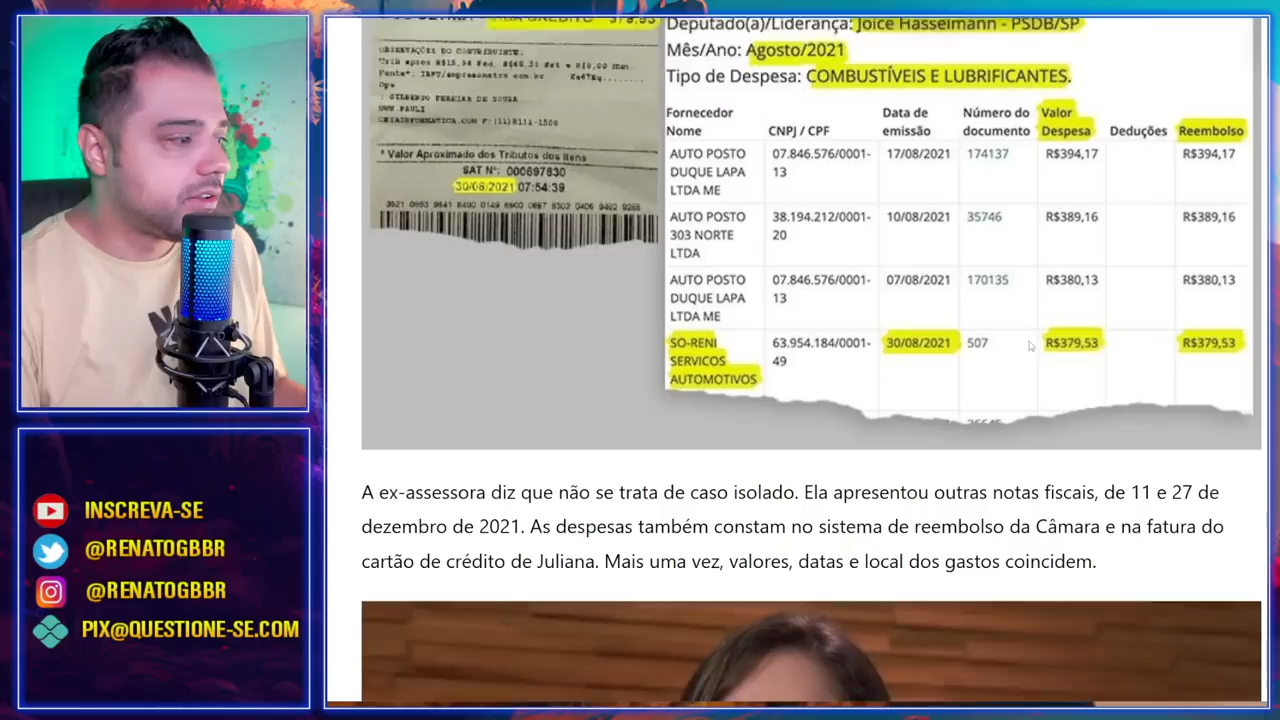 VISA CREDITO 379,53
OBSERVAÇÕES DO CONTRIBUINTE.
* Valor Aproximado dos Tributos dos Itens
SAT Nº: 000697630
30/08/2021 07:54:39
Deputado(a)/Liderança: Joice Hasselmann - PSDB/SP
Mês/Ano: Agosto/2021
Tipo de Despesa: COMBUSTÍVEIS E LUBRIFICANTES.
Fornecedor Nome CNPJ / CPF Data de emissão Número do documento Valor Despesa Deduções Reembolso
AUTO POSTO DUQUE LAPA LTDA ME 07.846.576/0001-13 17/08/2021 174137 R$394,17 R$394,17
AUTO POSTO 303 NORTE LTDA 38.194.212/0001-20 10/08/2021 35746 R$389,16 R$389,16
AUTO POSTO DUQUE LAPA LTDA ME 07.846.576/0001-13 07/08/2021 170135 R$380,13 R$380,13
SO-RENI SERVICOS AUTOMOTIVOS 63.954.184/0001-49 30/08/2021 507 R$379,53 R$379,53
A ex-assessora diz que não se trata de caso isolado. Ela apresentou outras notas fiscais, de 11 e 27 de
dezembro de 2021. As despesas também constam no sistema de reembolso da Câmara e na fatura do
cartão de crédito de Juliana. Mais uma vez, valores, datas e local dos gastos coincidem.
INSCREVA-SE
@RENATOGBBR
@RENATOGBBR
PIX@QUESTIONE-SE.COM